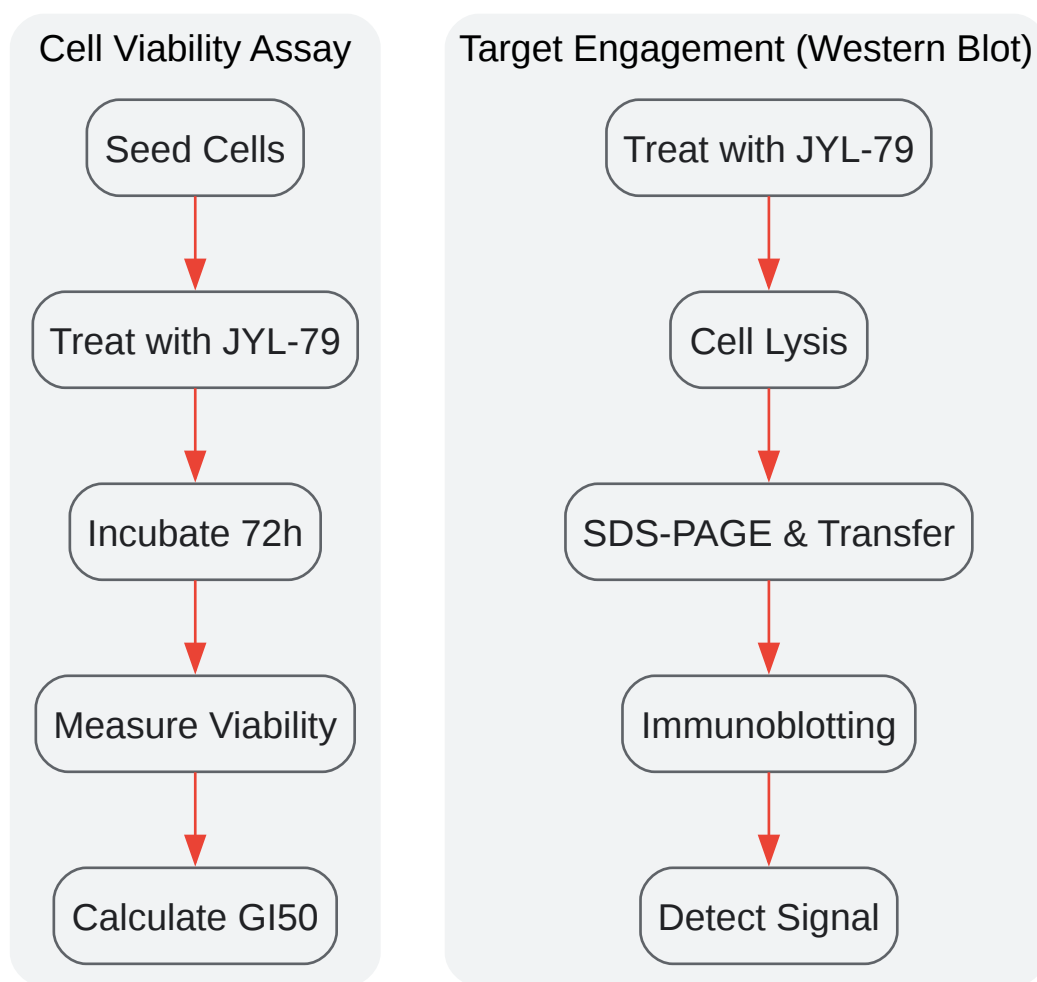 Cell Viability Assay
Seed Cells
Treat with JYL-79
Incubate 72h
Measure Viability
Calculate GI50
Target Engagement (Western Blot)
Treat with JYL-79
Cell Lysis
SDS-PAGE & Transfer
Immunoblotting
Detect Signal